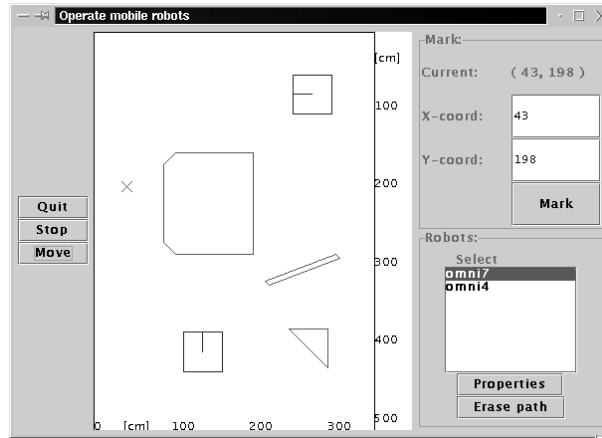 Operate mobile robots
Quit
Stop
Move
[cm]
100
200
300
400
500
0 [cm] 100 200 300
Mark:
Current: ( 43, 198 )
X-coord: 43
Y-coord: 198
Mark
Robots:
Select
omni7
omni4
Properties
Erase path